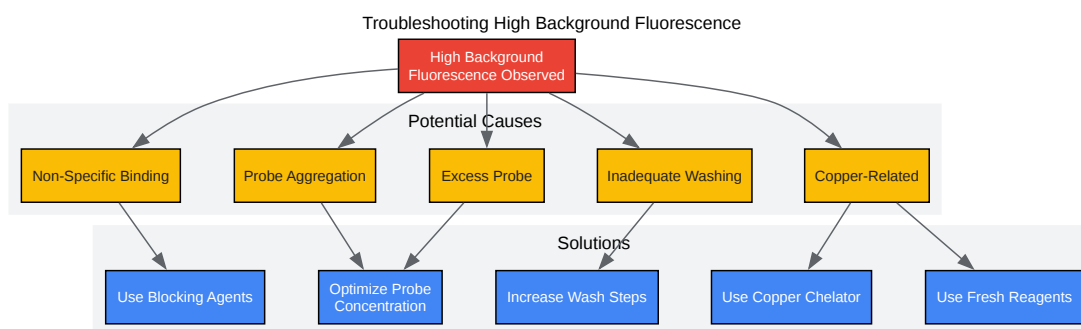 Troubleshooting High Background Fluorescence
High Background
Fluorescence Observed
Potential Causes
Non-Specific Binding
Probe Aggregation
Excess Probe
Inadequate Washing
Copper-Related
Solutions
Use Blocking Agents
Optimize Probe
Concentration
Increase Wash Steps
Use Copper Chelator
Use Fresh Reagents